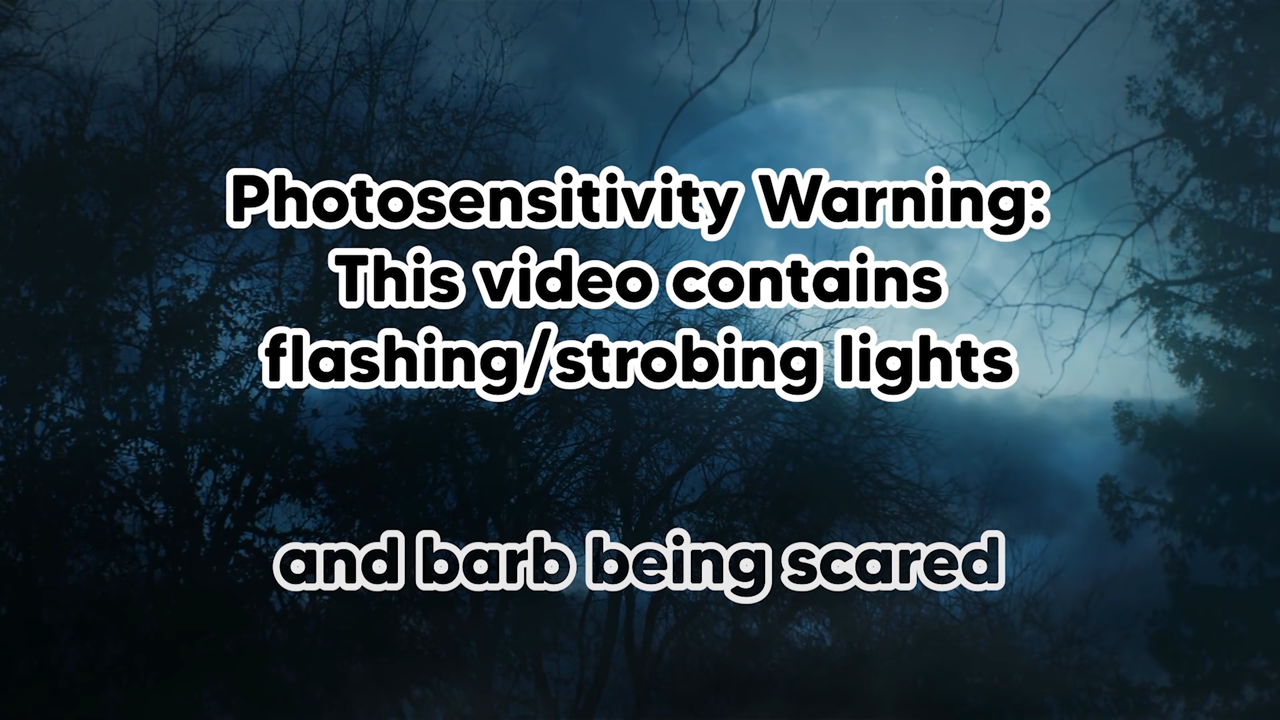 Photosensitivity Warning:
This video contains
flashing/strobing lights
and barb being scared